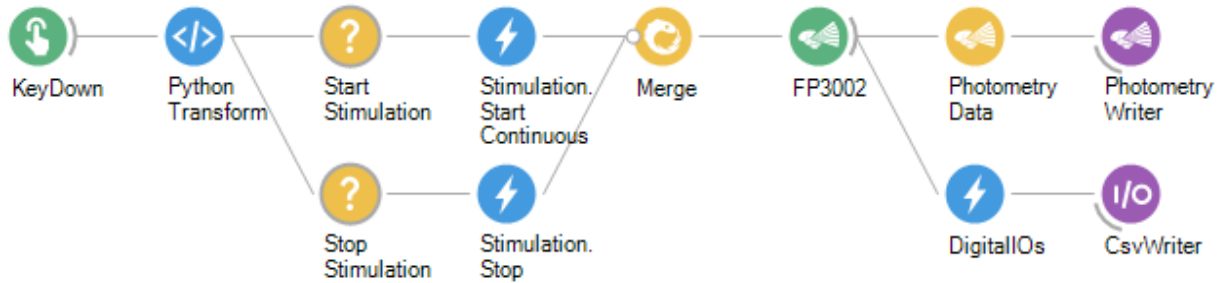 KeyDown
Python
Transform
Start
Stimulation
Stimulation.
Start
Continuous
Merge
FP3002
Photometry
Data
Photometry
Writer
Stop
Stimulation
Stimulation.
Stop
DigitalIOs
I/O
CsvWriter